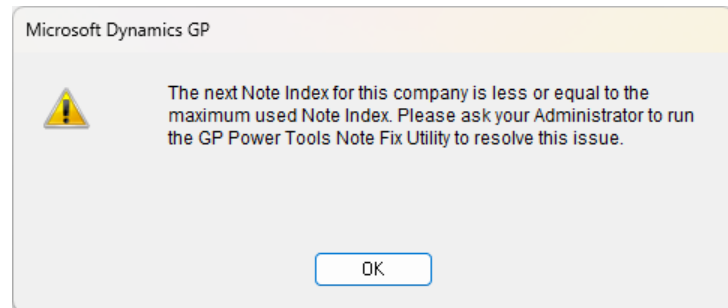 Microsoft Dynamics GP
The next Note Index for this company is less or equal to the
maximum used Note Index. Please ask your Administrator to run
the GP Power Tools Note Fix Utility to resolve this issue.
OK